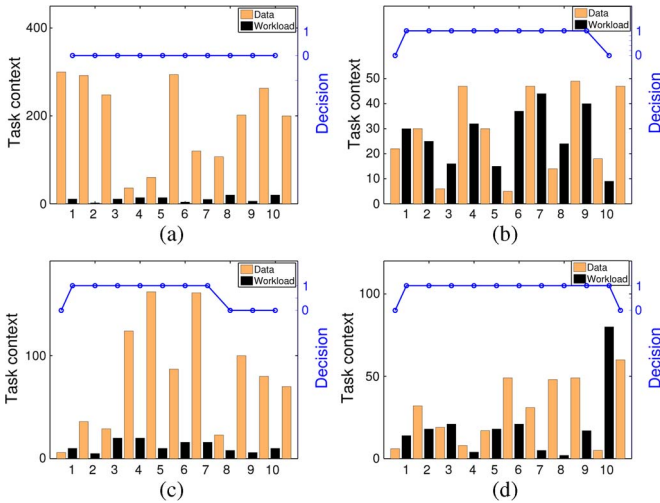 400
200
0
Task context
Data
Workload
1
0
Decision
1 2 3 4 5 6 7 8 9 10
(a)
50
40
30
20
10
0
Task context
Data
Workload
1
0
Decision
1 2 3 4 5 6 7 8 9 10
(b)
100
0
Task context
Data
Workload
1
0
Decision
1 2 3 4 5 6 7 8 9 10
(c)
100
50
0
Task context
Data
Workload
1
0
Decision
1 2 3 4 5 6 7 8 9 10
(d)